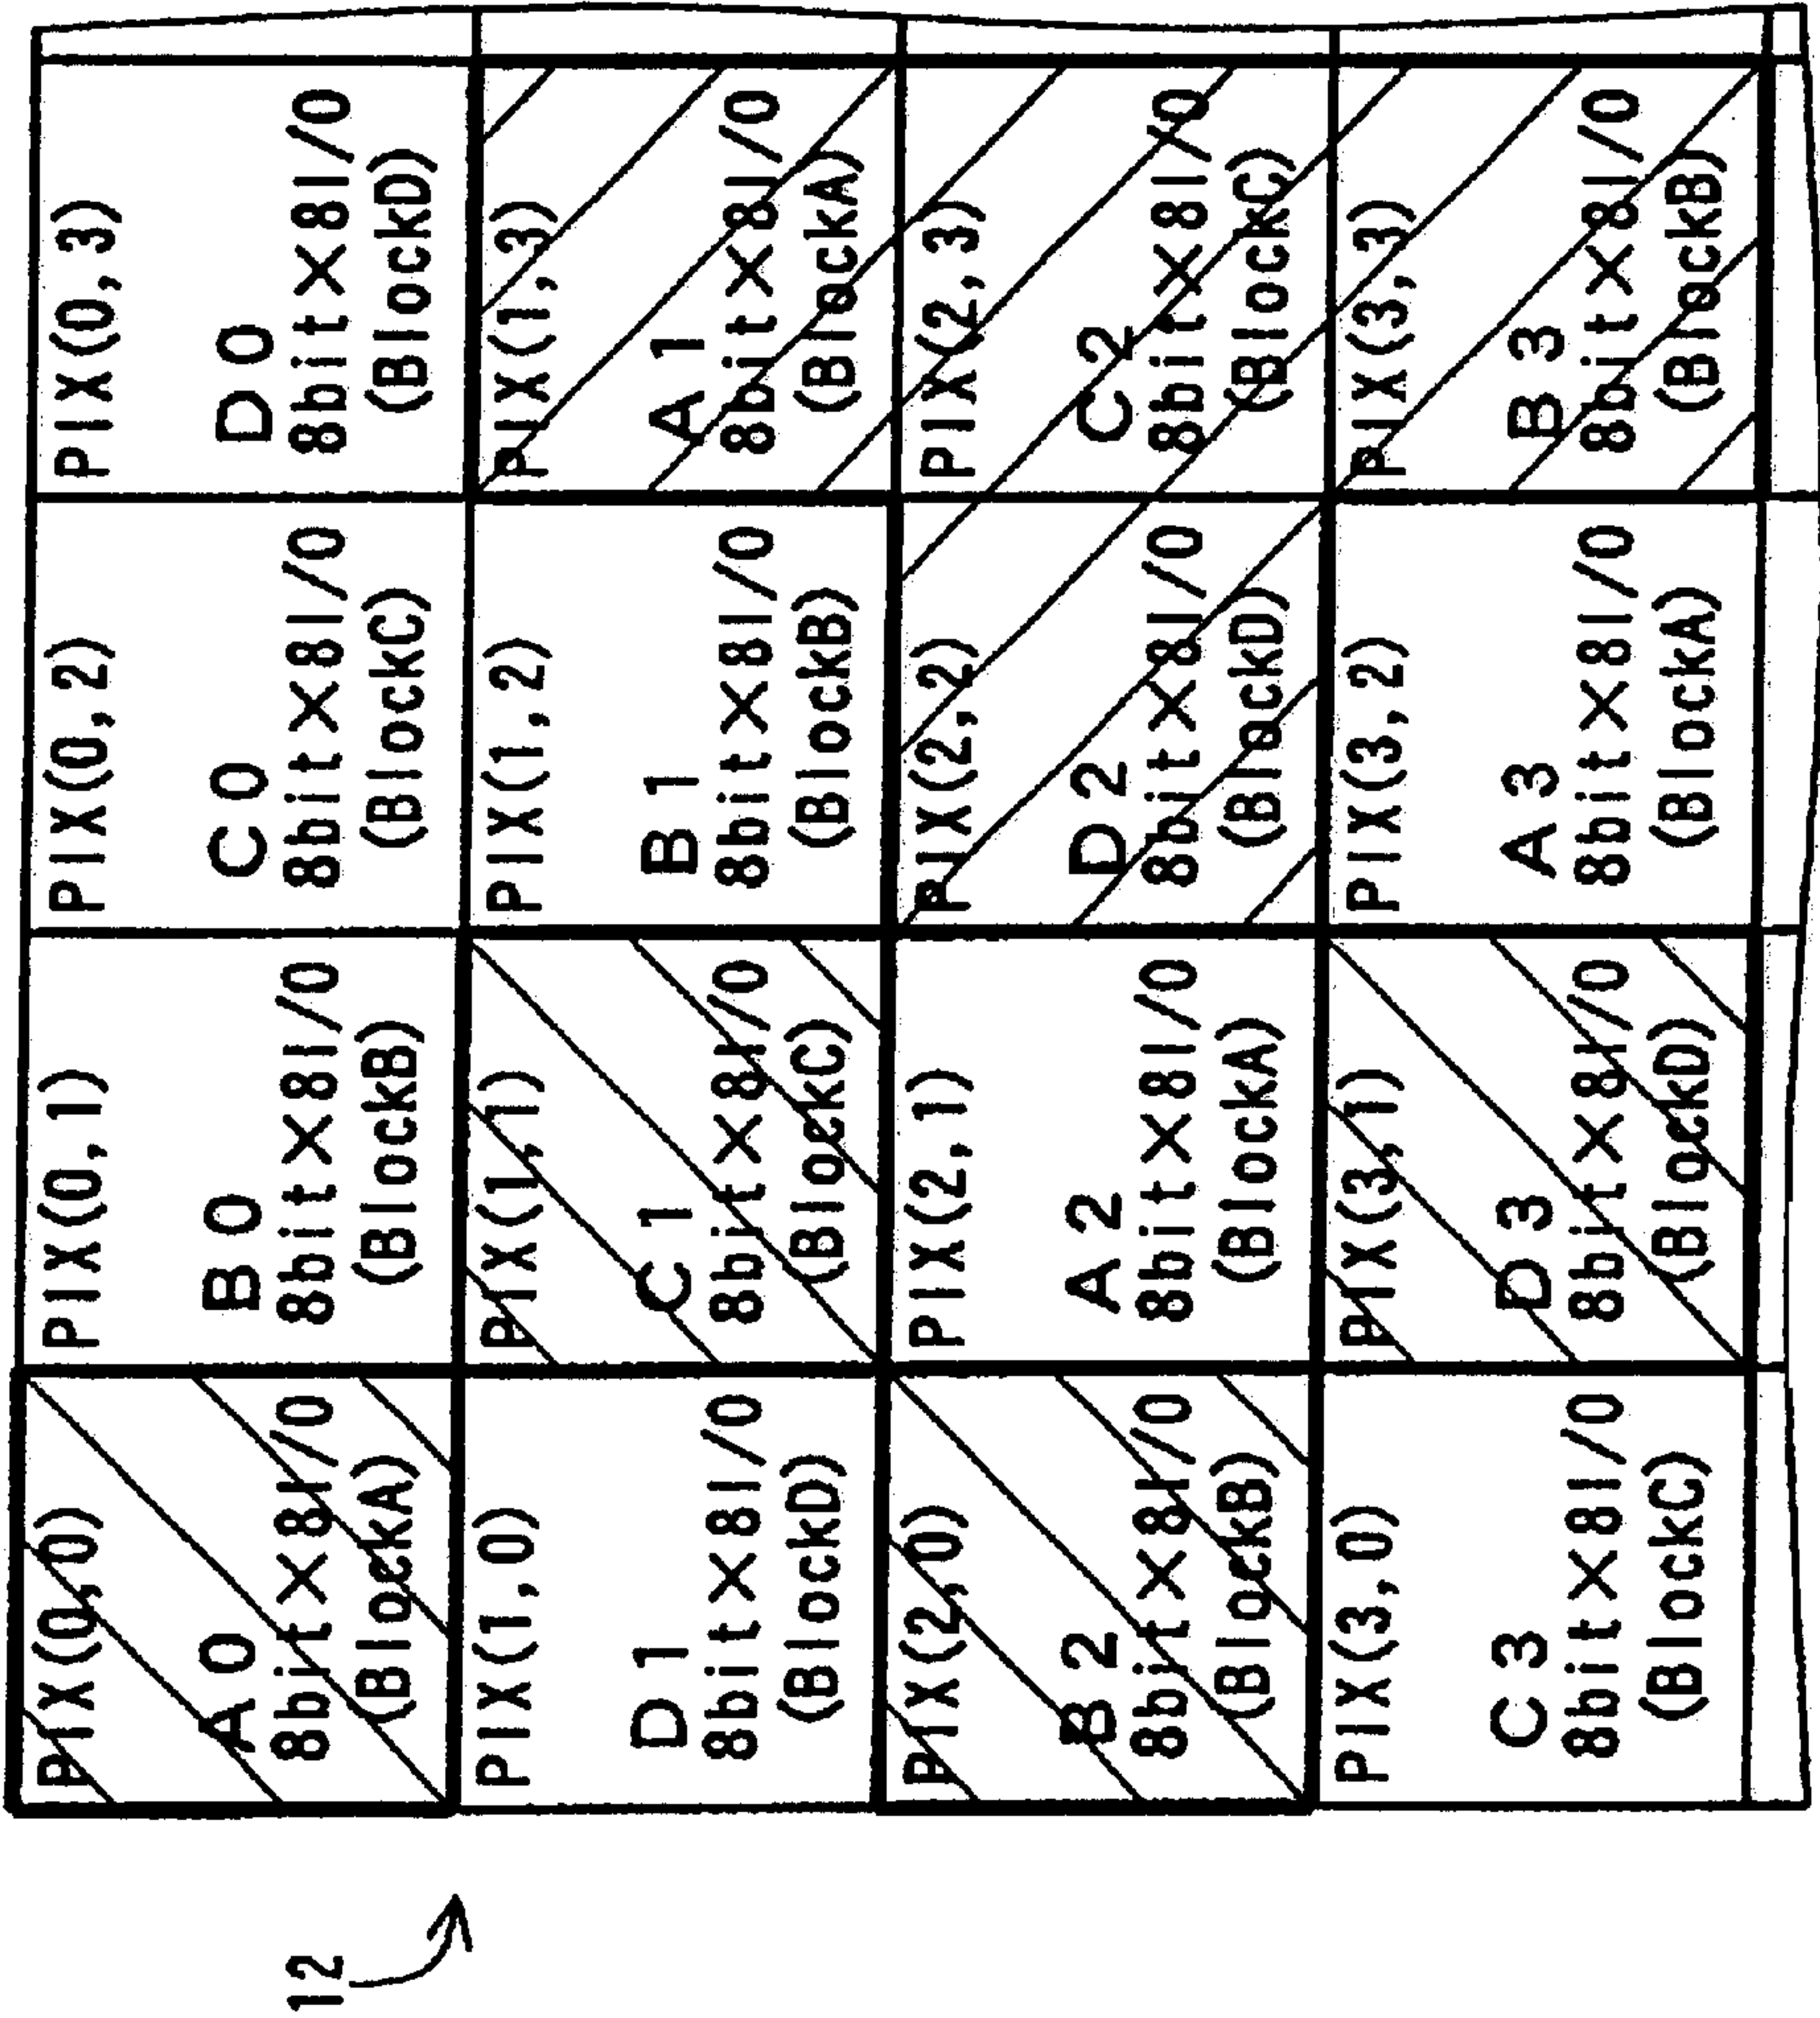 12
PIX(0,0)
A0
8bit×8I/O
(BlockA)
PIX(0,1)
B0
8bit×8I/O
(BlockB)
PIX(0,2)
C0
8bit×8I/O
(BlockC)
PIX(0,3)
D0
8bit×8I/O
(BlockD)
PIX(1,0)
D1
8bit×8I/O
(BlockD)
PIX(1,1)
C1
8bit×8I/O
(BlockC)
PIX(1,2)
B1
8bit×8I/O
(BlockB)
PIX(1,3)
A1
8bit×8I/O
(BlockA)
PIX(2,0)
B2
8bit×8I/O
(BlockB)
PIX(2,1)
A2
8bit×8I/O
(BlockA)
PIX(2,2)
D2
8bit×8I/O
(BlockD)
PIX(2,3)
C2
8bit×8I/O
(BlockC)
PIX(3,0)
C3
8bit×8I/O
(BlockC)
PIX(3,1)
D3
8bit×8I/O
(BlockD)
PIX(3,2)
A3
8bit×8I/O
(BlockA)
PIX(3,3)
B3
8bit×8I/O
(BlockB)